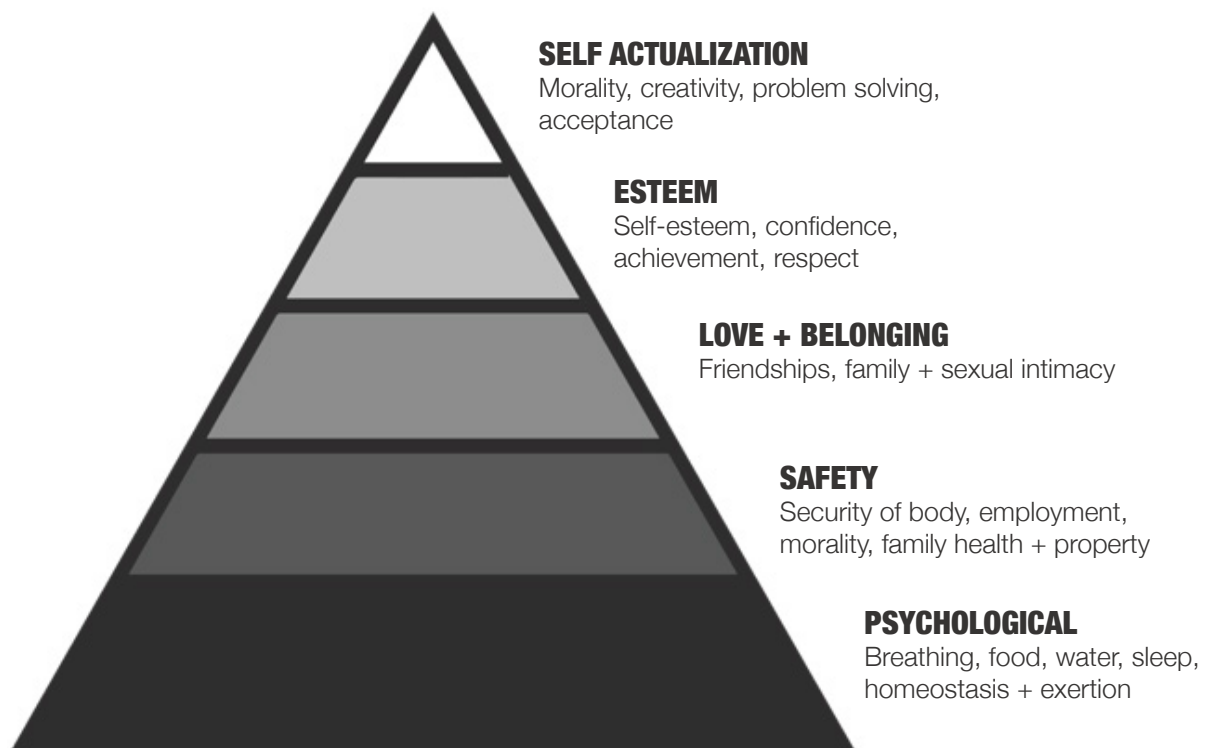 SELF ACTUALIZATION
Morality, creativity, problem solving,
acceptance
ESTEEM
Self-esteem, confidence,
achievement, respect
LOVE + BELONGING
Friendships, family + sexual intimacy
SAFETY
Security of body, employment,
morality, family health + property
PSYCHOLOGICAL
Breathing, food, water, sleep,
homeostasis + exertion